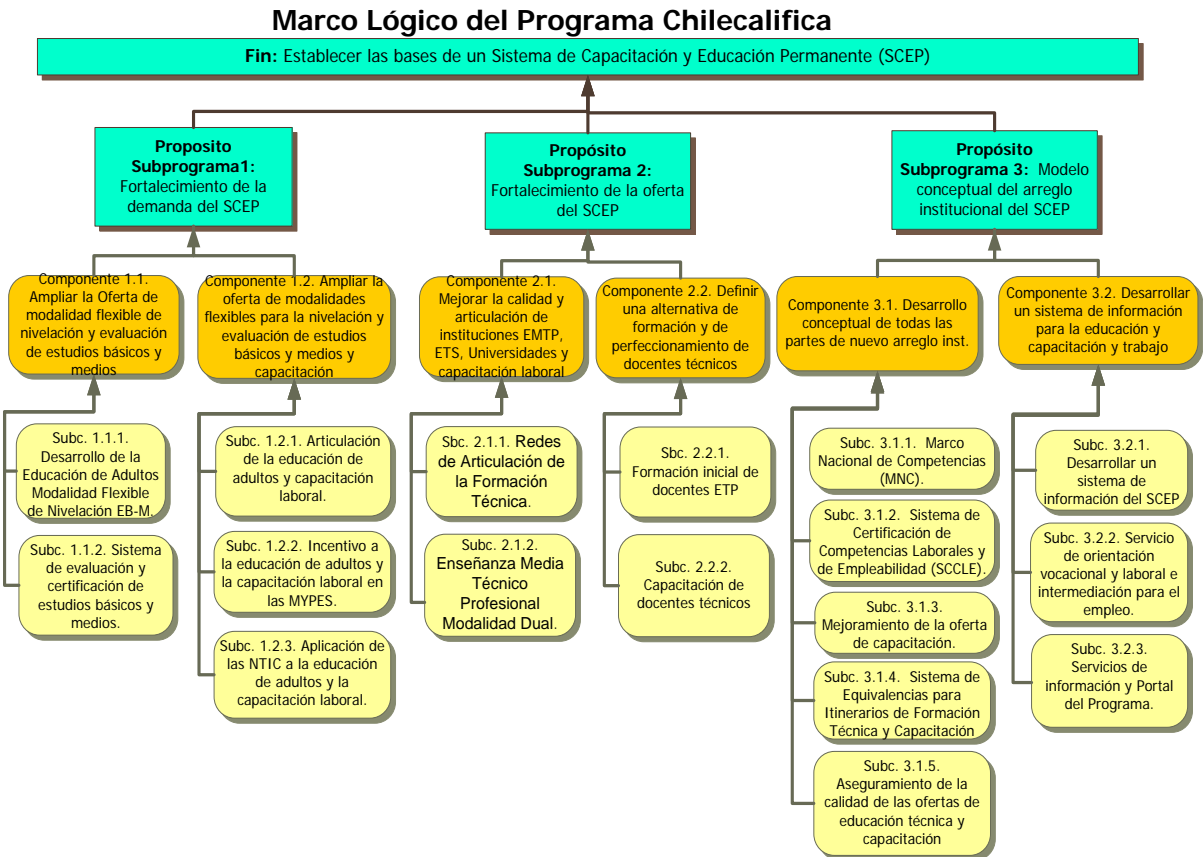 Marco Lógico del Programa Chilecalifica
Fin: Establecer las bases de un Sistema de Capacitación y Educación Permanente (SCEP)
Proposito
Subprograma1:
Fortalecimiento de la
demanda del SCEP
Propósito
Subprograma 2:
Fortalecimiento de la oferta
del SCEP
Propósito
Subprograma 3: Modelo
conceptual del arreglo
institucional del SCEP
Componente 1.1.
Ampliar la Oferta de
modalidad flexible de
nivelación y evaluación
de estudios básicos y
medios
Componente 1.2. Ampliar la
oferta de modalidades
flexibles para la nivelación y
evaluación de estudios
básicos y medios y
capacitación
Componente 2.1.
Mejorar la calidad y
articulación de
instituciones EMTP,
ETS, Universidades y
capacitación laboral
Componente 2.2. Definir
una alternativa de
formación y de
perfeccionamiento de
docentes técnicos
Componente 3.1. Desarrollo
conceptual de todas las
partes de nuevo arreglo inst.
Componente 3.2. Desarrollar
un sistema de información
para la educación y
capacitación y trabajo
Subc. 1.1.1.
Desarrollo de la
Educación de Adultos
Modalidad Flexible
de Nivelación EB-M.
Subc. 1.1.2. Sistema
de evaluación y
certificación de
estudios básicos y
medios.
Subc. 1.2.1. Articulación
de la educación de
adultos y capacitación
laboral.
Subc. 1.2.2. Incentivo a
la educación de adultos y
la capacitación laboral en
las MYPES.
Subc. 1.2.3. Aplicación de
las NTIC a la educación
de adultos y la
capacitación laboral.
Sbc. 2.1.1. Redes
de Articulación de
la Formación
Técnica.
Subc. 2.1.2.
Enseñanza Media
Técnico
Profesional
Modalidad Dual.
Sbc. 2.2.1.
Formación inicial de
docentes ETP
Subc. 2.2.2.
Capacitación de
docentes técnicos
Subc. 3.1.1. Marco
Nacional de Competencias
(MNC).
Subc. 3.1.2. Sistema de
Certificación de
Competencias Laborales y
de Empleabilidad (SCCLE).
Subc. 3.1.3.
Mejoramiento de la oferta
de capacitación.
Subc. 3.1.4. Sistema de
Equivalencias para
Itinerarios de Formación
Técnica y Capacitación
Subc. 3.1.5.
Aseguramiento de la
calidad de las ofertas de
educación técnica y
capacitación
Subc. 3.2.1.
Desarrollar un
sistema de
información del SCEP
Subc. 3.2.2. Servicio
de orientación
vocacional y laboral e
intermediación para el
empleo.
Subc. 3.2.3.
Servicios de
información y Portal
del Programa.